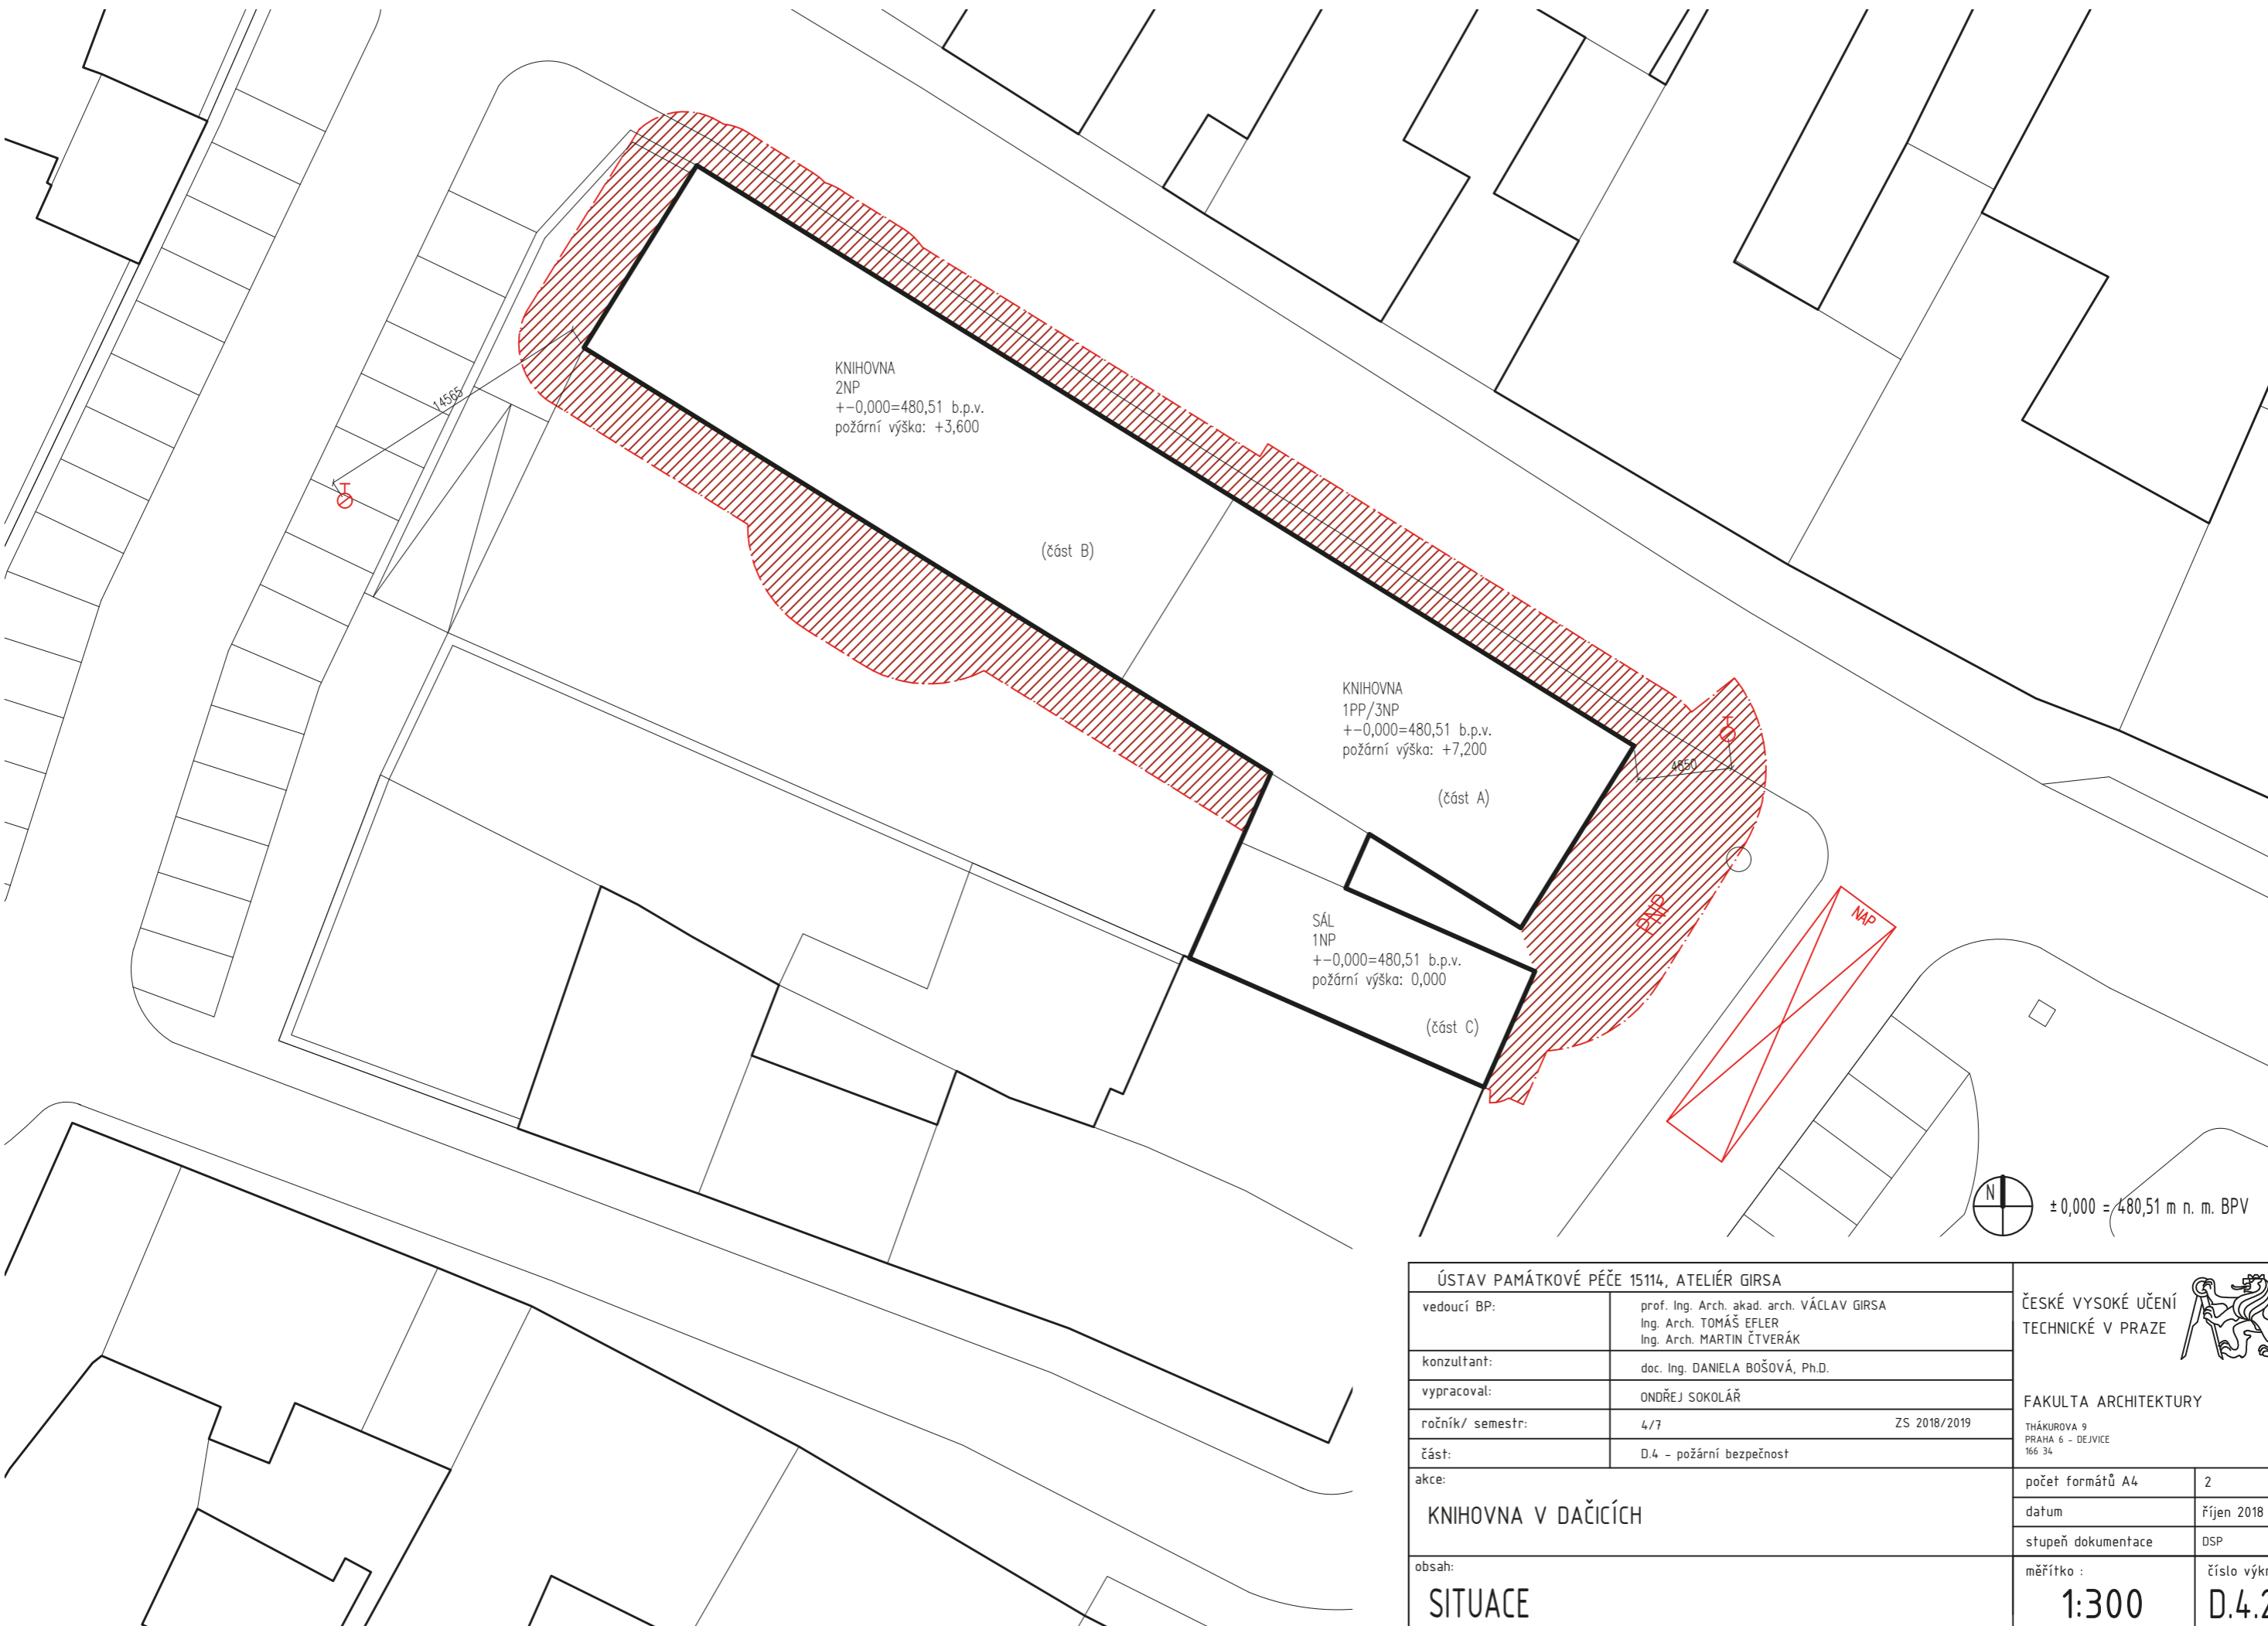 14565
KNIHOVNA
2NP
+-0,000=480,51 b.p.v.
požární výška: +3,600
(část B)
KNIHOVNA
1PP/3NP
+-0,000=480,51 b.p.v.
požární výška: +7,200
(část A)
4850
PNP
NAP
SÁL
1NP
+-0,000=480,51 b.p.v.
požární výška: 0,000
(část C)
N
±0,000 = 480,51 m n. m. BPV
ÚSTAV PAMÁTKOVÉ PÉČE 15114, ATELIÉR GIRSA
vedoucí BP:
prof. Ing. Arch. akad. arch. VÁCLAV GIRSA
Ing. Arch. TOMÁŠ EFLER
Ing. Arch. MARTIN ČTVERÁK
konzultant:
doc. Ing. DANIELA BOŠOVÁ, Ph.D.
vypracoval:
ONDŘEJ SOKOLÁŘ
ročník/ semestr:
4/7 ZS 2018/2019
část:
D.4 - požární bezpečnost
akce:
KNIHOVNA V DAČICÍCH
obsah:
SITUACE
ČESKÉ VYSOKÉ UČENÍ
TECHNICKÉ V PRAZE
FAKULTA ARCHITEKTURY
THÁKUROVA 9
PRAHA 6 - DEJVICE
166 34
počet formátů A4 2
datum říjen 2018
stupeň dokumentace DSP
měřítko :
1:300
číslo
D.4.2